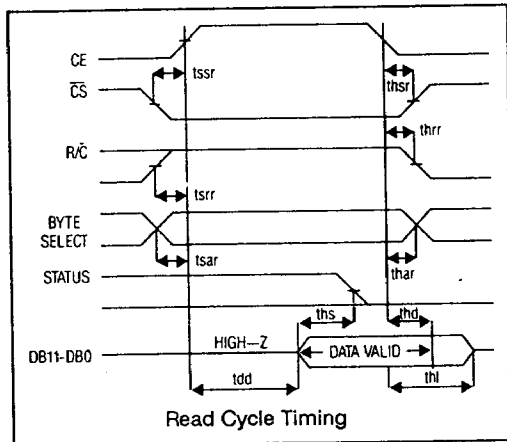 CE
tssr
thsr
CS
thrr
R/C
tsrr
BYTE
SELECT
tsar
thar
STATUS
ths
thd
HIGH—Z
DB11-DB0
DATA VALID
tdd
thl
Read Cycle Timing